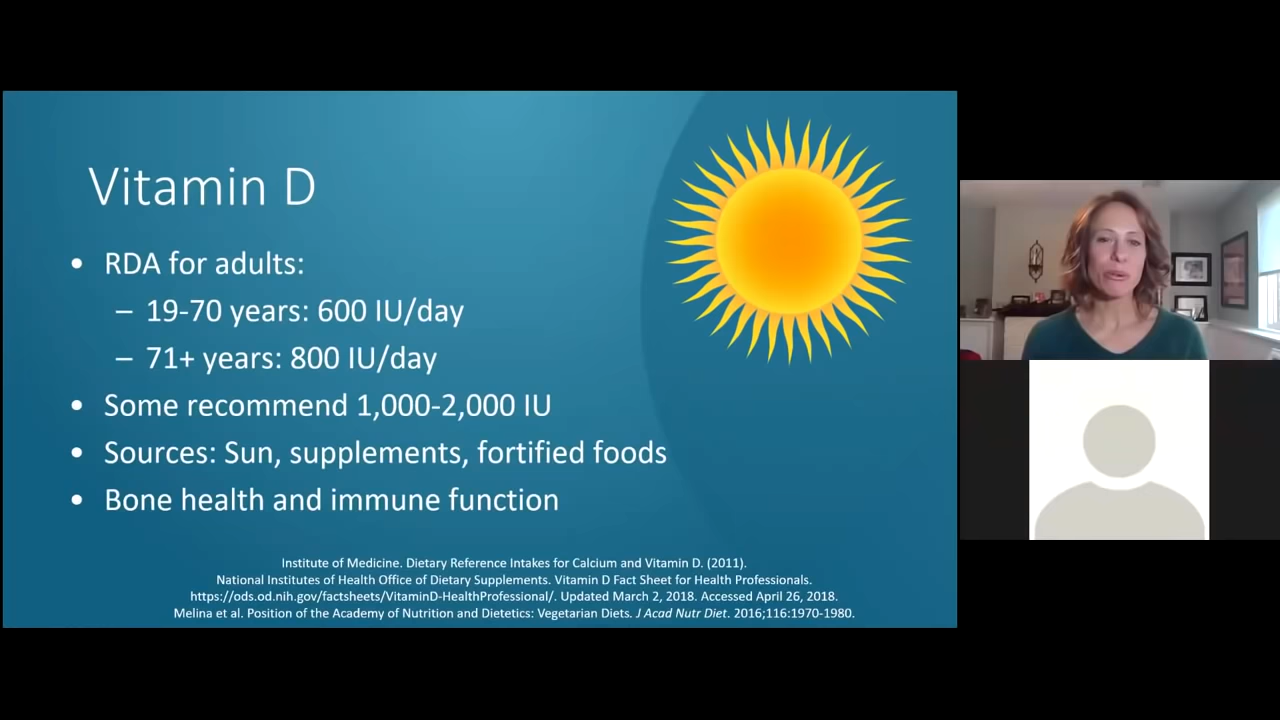 Vitamin D
• RDA for adults:
– 19-70 years: 600 IU/day
– 71+ years: 800 IU/day
• Some recommend 1,000-2,000 IU
• Sources: Sun, supplements, fortified foods
• Bone health and immune function
Institute of Medicine. Dietary Reference Intakes for Calcium and Vitamin D. (2011).
National Institutes of Health Office of Dietary Supplements. Vitamin D Fact Sheet for Health Professionals.
https://ods.od.nih.gov/factsheets/VitaminD-HealthProfessional/. Updated March 2, 2018. Accessed April 26, 2018.
Melina et al. Position of the Academy of Nutrition and Dietetics: Vegetarian Diets. J Acad Nutr Diet. 2016;116:1970-1980.